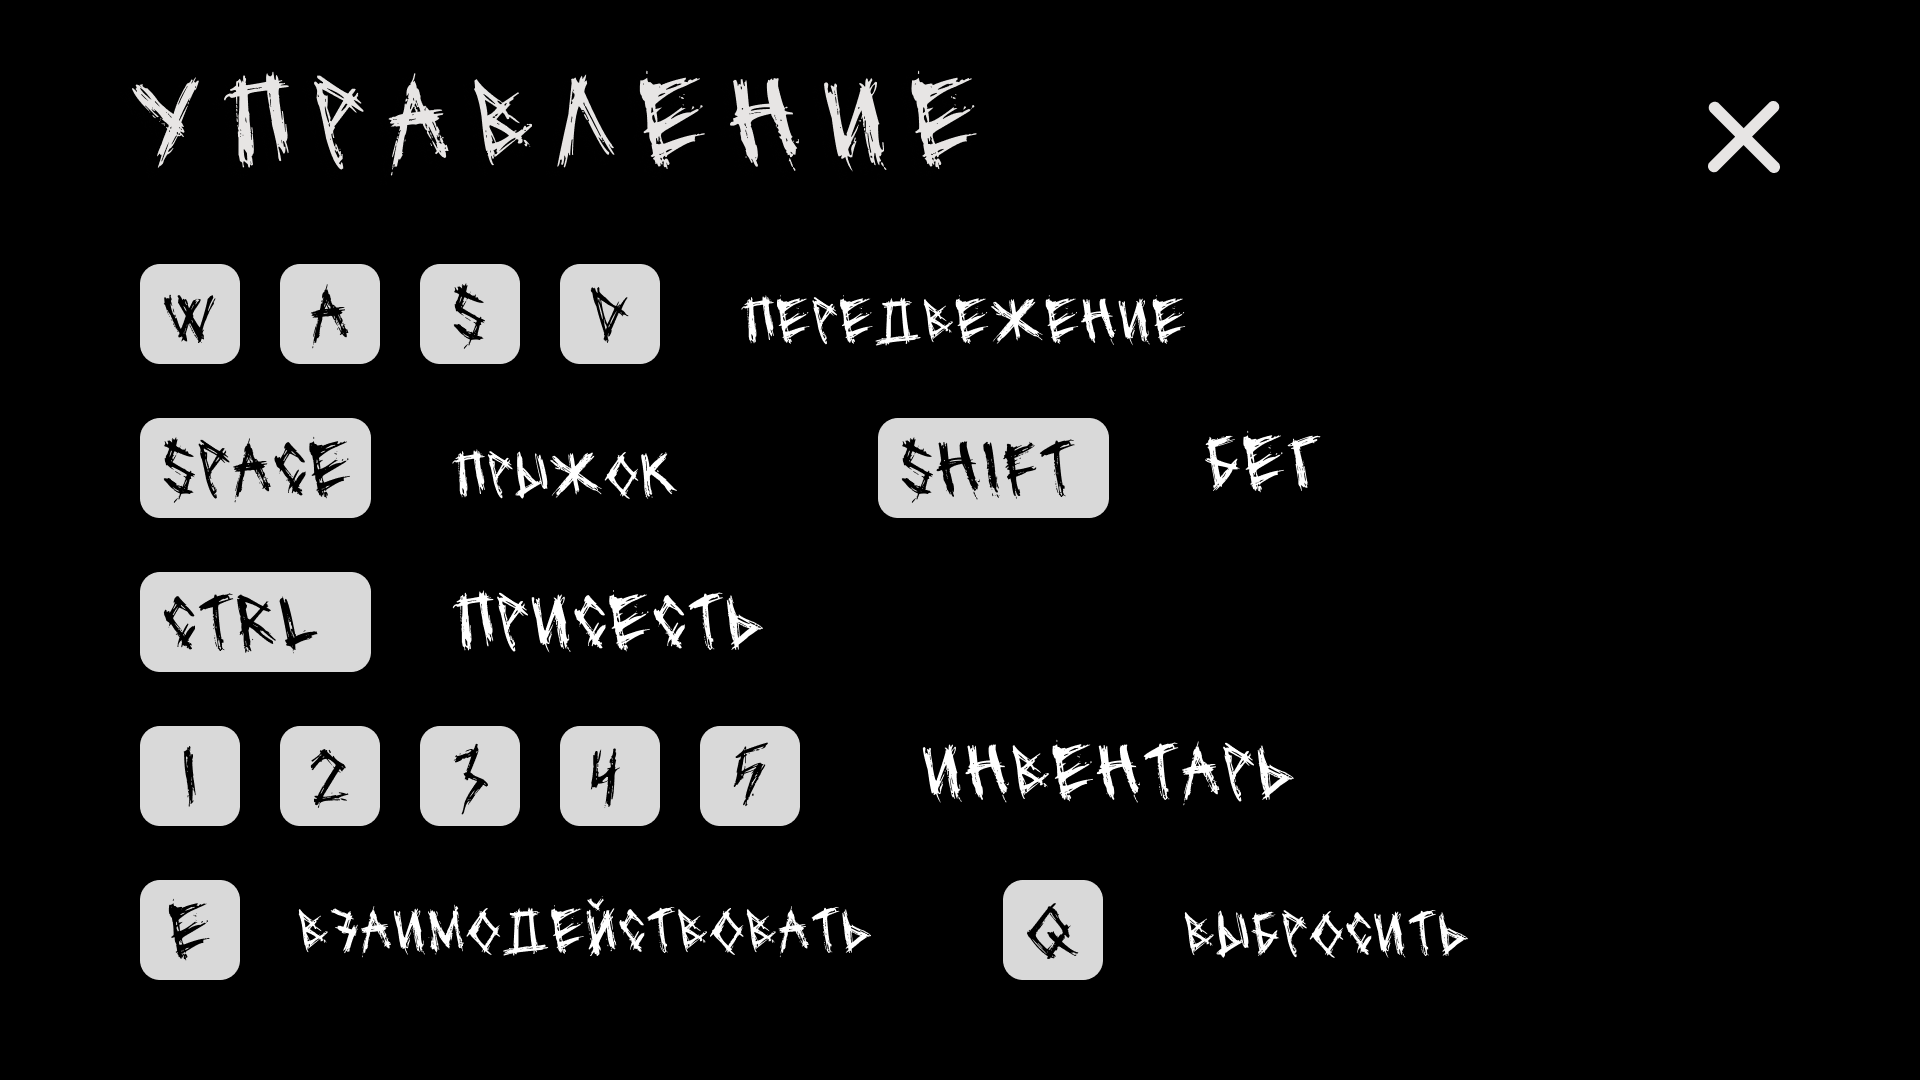 УПРАВЛЕНИЕ
W A S D ПЕРЕДВЕЖЕНИЕ
SPACE ПРЫЖОК SHIFT БЕГ
CTRL ПРИСЕСТЬ
1 2 3 4 5 ИНВЕНТАРЬ
E ВЗАИМОДЕЙСТВОВАТЬ Q ВЫБРОСИТЬ